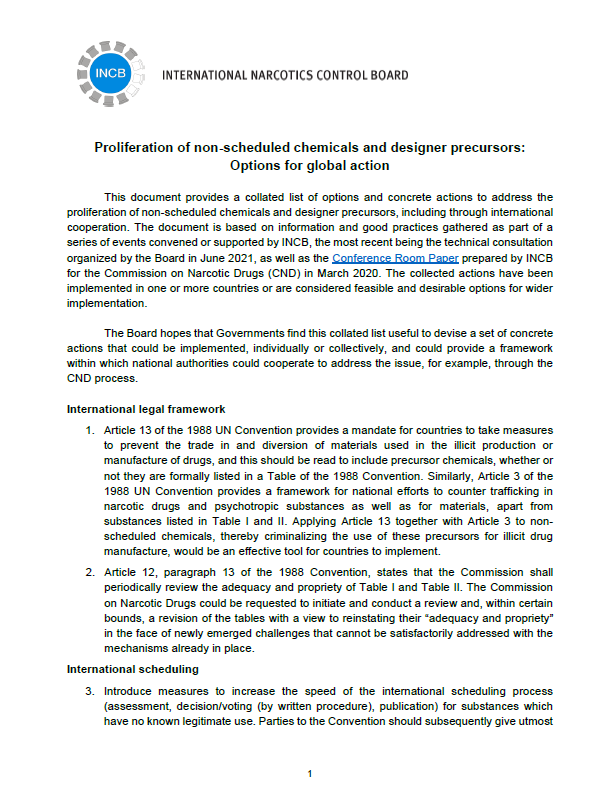 INCB
INTERNATIONAL NARCOTICS CONTROL BOARD
Proliferation of non-scheduled chemicals and designer precursors:
Options for global action
This document provides a collated list of options and concrete actions to address the
proliferation of non-scheduled chemicals and designer precursors, including through international
cooperation. The document is based on information and good practices gathered as part of a
series of events convened or supported by INCB, the most recent being the technical consultation
organized by the Board in June 2021, as well as the Conference Room Paper prepared by INCB
for the Commission on Narcotic Drugs (CND) in March 2020. The collected actions have been
implemented in one or more countries or are considered feasible and desirable options for wider
implementation.
The Board hopes that Governments find this collated list useful to devise a set of concrete
actions that could be implemented, individually or collectively, and could provide a framework
within which national authorities could cooperate to address the issue, for example, through the
CND process.
International legal framework
1. Article 13 of the 1988 UN Convention provides a mandate for countries to take measures
to prevent the trade in and diversion of materials used in the illicit production or
manufacture of drugs, and this should be read to include precursor chemicals, whether or
not they are formally listed in a Table of the 1988 Convention. Similarly, Article 3 of the
1988 UN Convention provides a framework for national efforts to counter trafficking in
narcotic drugs and psychotropic substances as well as for materials, apart from
substances listed in Table I and II. Applying Article 13 together with Article 3 to non-
scheduled chemicals, thereby criminalizing the use of these precursors for illicit drug
manufacture, would be an effective tool for countries to implement.
2. Article 12, paragraph 13 of the 1988 Convention, states that the Commission shall
periodically review the adequacy and propriety of Table I and Table II. The Commission
on Narcotic Drugs could be requested to initiate and conduct a review and, within certain
bounds, a revision of the tables with a view to reinstating their “adequacy and propriety”
in the face of newly emerged challenges that cannot be satisfactorily addressed with the
mechanisms already in place.
International scheduling
3. Introduce measures to increase the speed of the international scheduling process
(assessment, decision/voting (by written procedure), publication) for substances which
have no known legitimate use. Parties to the Convention should subsequently give utmost
1